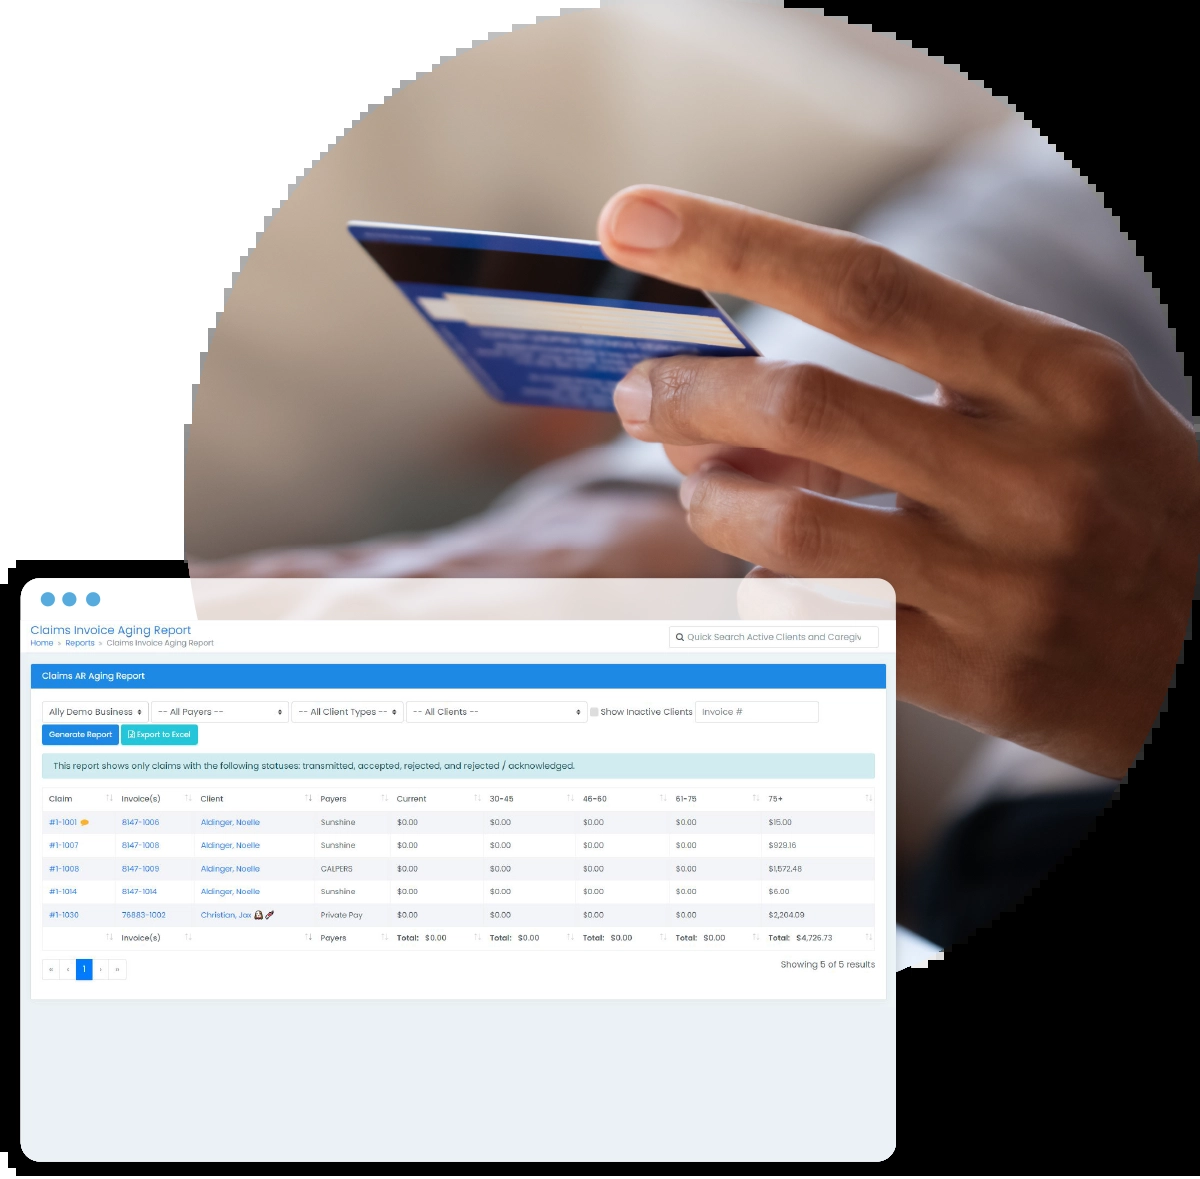 Claims Invoice Aging Report
Home » Reports » Claims Invoice Aging Report
Quick Search Active Clients and Caregiv
Claims AR Aging Report
Ally Demo Business -- All Payers -- -- All Client Types -- -- All Clients -- Show Inactive Clients Invoice #
Generate Report Export to Excel
This report shows only claims with the following statuses: transmitted, accepted, rejected, and rejected / acknowledged.
Claim Invoice(s) Client Payers Current 30-45 46-60 61-75 75+
#1-1001 8147-1006 Aldinger, Noelle Sunshine $0.00 $0.00 $0.00 $0.00 $15.00
#1-1007 8147-1008 Aldinger, Noelle Sunshine $0.00 $0.00 $0.00 $0.00 $929.16
#1-1008 8147-1009 Aldinger, Noelle CALPERS $0.00 $0.00 $0.00 $0.00 $1,572.48
#1-1014 8147-1014 Aldinger, Noelle Sunshine $0.00 $0.00 $0.00 $0.00 $6.00
#1-1030 76883-1002 Christian, Jax Private Pay $0.00 $0.00 $0.00 $0.00 $2,204.09
Invoice(s) Payers Total: $0.00 Total: $0.00 Total: $0.00 Total: $0.00 Total: $4,726.73
« ‹ 1 › »
Showing 5 of 5 results